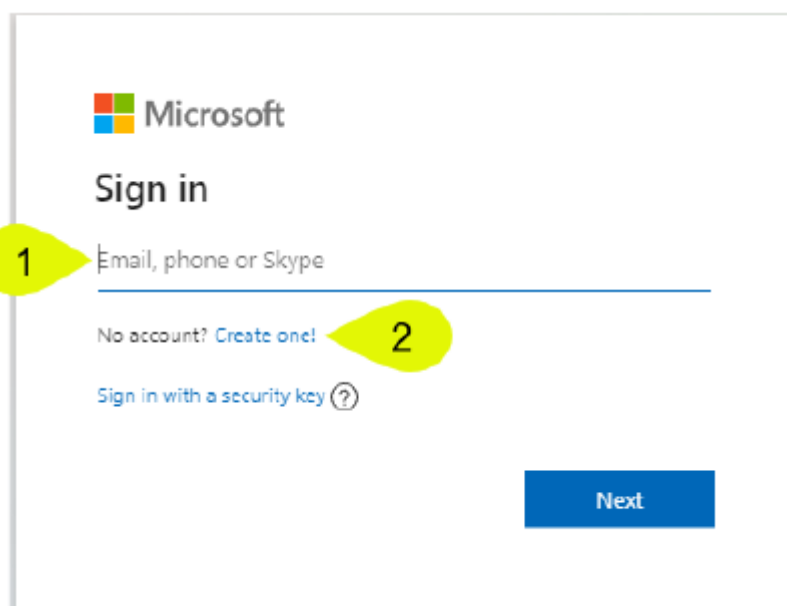 Microsoft
Sign in
1
Email, phone or Skype
No account? Create one!
2
Sign in with a security key ?
Next